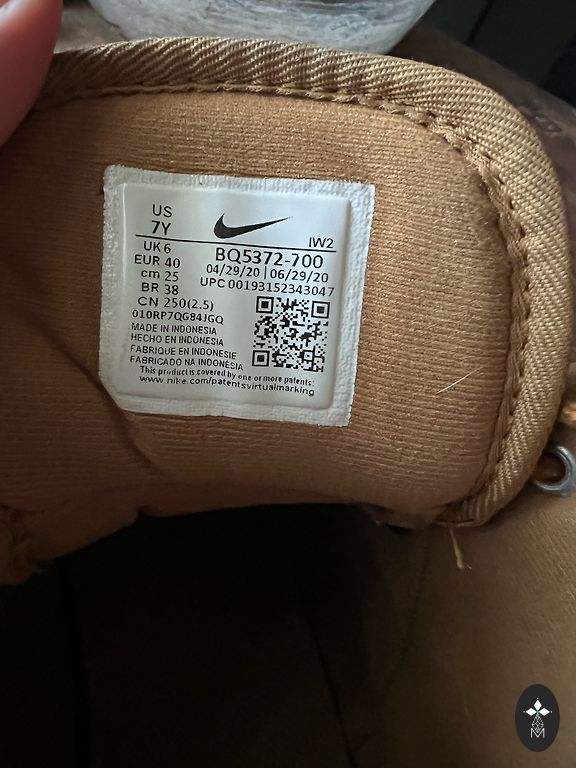 US
7Y
IW2
UK 6
EUR 40
cm 25
BR 38
CN 250(2.5)
BQ5372-700
04/29/20 | 06/29/20
UPC 00193152343047
010RP7QG84JGQ
MADE IN INDONESIA
HECHO EN INDONESIA
FABRIQUE EN INDONESIE
FABRICADO NA INDONÉSIA
This product is covered by one or more patents:
www.nike.com/patentsvirtualmarking
M